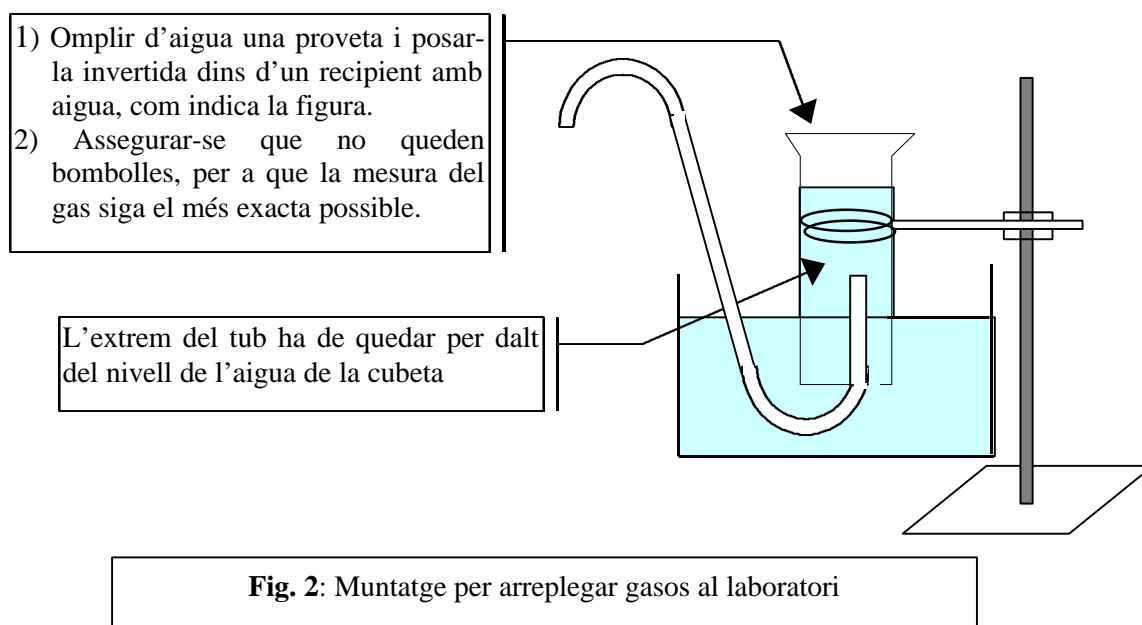 1) Omplir d’aigua una proveta i posar-
la invertida dins d’un recipient amb
aigua, com indica la figura.
2) Assegurar-se que no queden
bombolles, per a que la mesura del
gas siga el més exacta possible.
L’extrem del tub ha de quedar per dalt
del nivell de l’aigua de la cubeta
Fig. 2: Muntatge per arreplegar gasos al laboratori